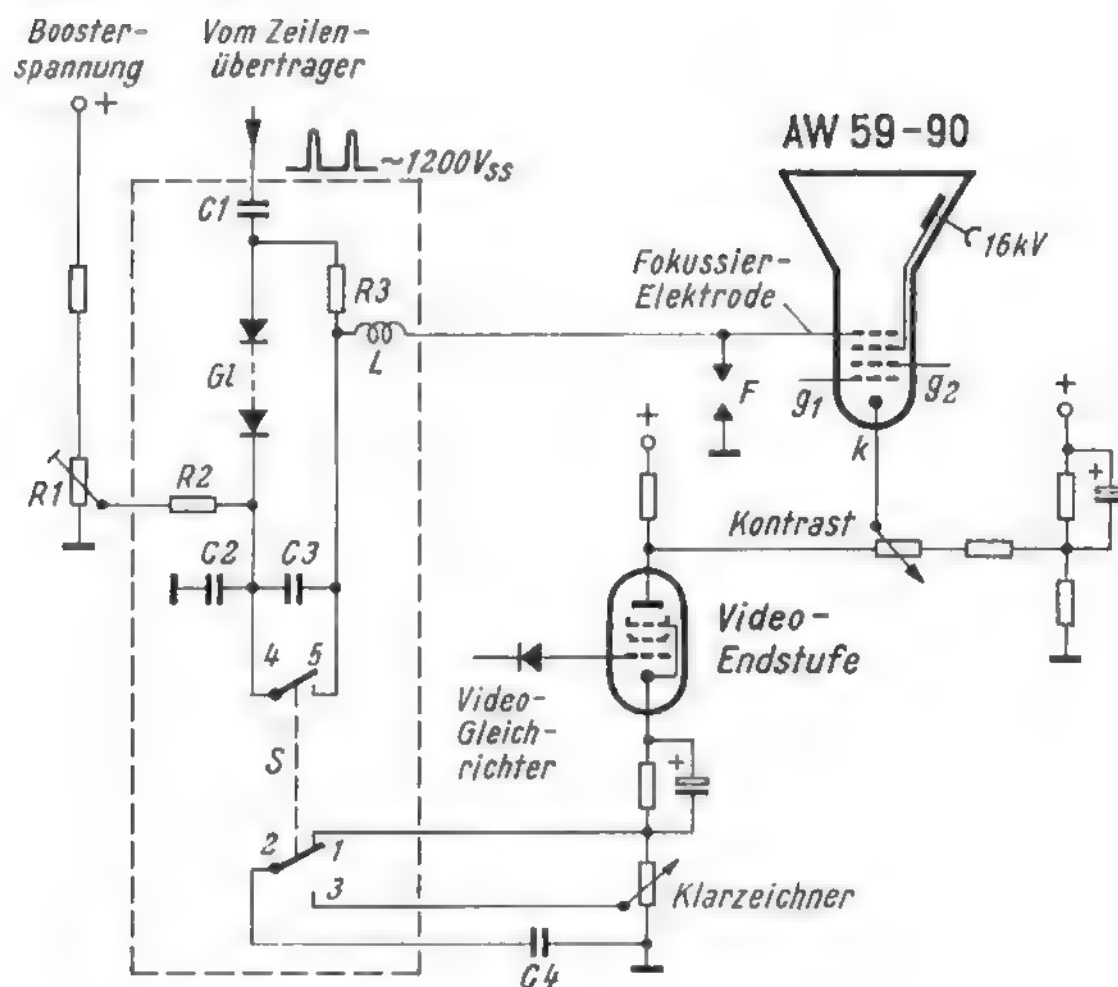 Booster-
spannung
+
Vom Zeilen-
übertrager
~1200Vss
AW 59-90
16kV
C1
R3
Fokussier-
Elektrode
L
Gl
F
g1
g2
k
+
+
+
R1
R2
Kontrast
C2
C3
Video-
Endstufe
4
5
Video-
Gleich-
richter
+
S
2
1
3
Klarzeichner
C4